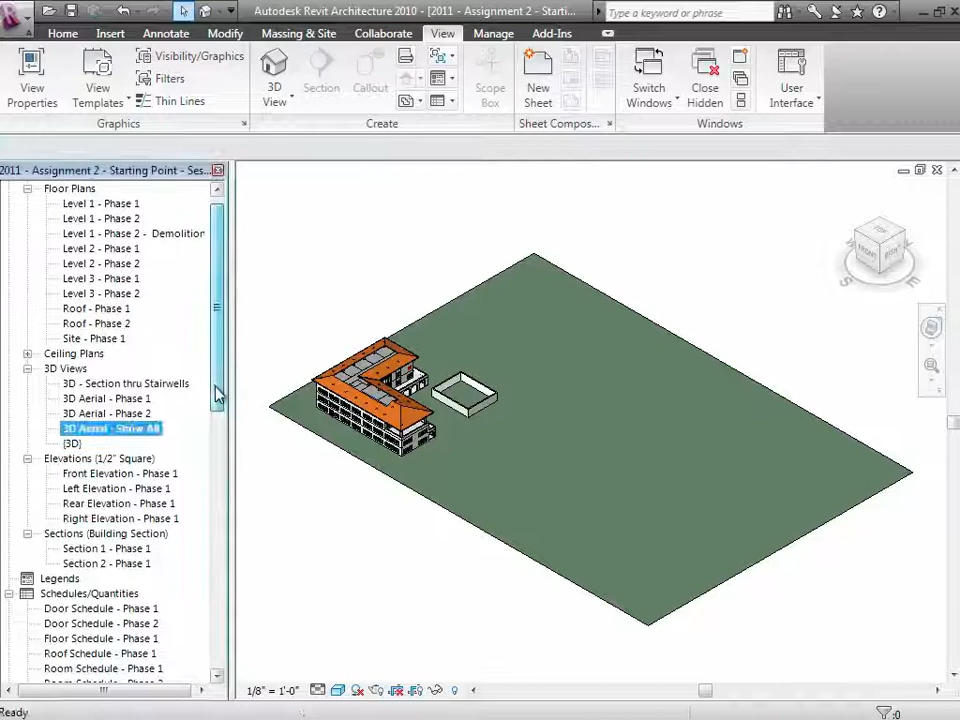 Autodesk Revit Architecture 2010 - [2011 - Assignment 2 - Starti...
Type a keyword or phrase
Home Insert Annotate Modify Massing & Site Collaborate View Manage Add-Ins
View Properties
View Templates
Visibility/Graphics
Filters
Thin Lines
3D View
Section
Callout
Scope Box
New Sheet
Switch Windows
Close Hidden
User Interface
Graphics Create Sheet Compos... Windows
2011 - Assignment 2 - Starting Point - Ses...
Floor Plans
Level 1 - Phase 1
Level 1 - Phase 2
Level 1 - Phase 2 - Demolition
Level 2 - Phase 1
Level 2 - Phase 2
Level 3 - Phase 1
Level 3 - Phase 2
Roof - Phase 1
Roof - Phase 2
Site - Phase 1
Ceiling Plans
3D Views
3D - Section thru Stairwells
3D Aerial - Phase 1
3D Aerial - Phase 2
3D Aerial - Show All
{3D}
Elevations (1/2" Square)
Front Elevation - Phase 1
Left Elevation - Phase 1
Rear Elevation - Phase 1
Right Elevation - Phase 1
Sections (Building Section)
Section 1 - Phase 1
Section 2 - Phase 1
Legends
Schedules/Quantities
Door Schedule - Phase 1
Door Schedule - Phase 2
Floor Schedule - Phase 1
Roof Schedule - Phase 1
Room Schedule - Phase 1
TOP
FRONT
RIGHT
W
S
E
1/8" = 1'-0"
Ready
:0